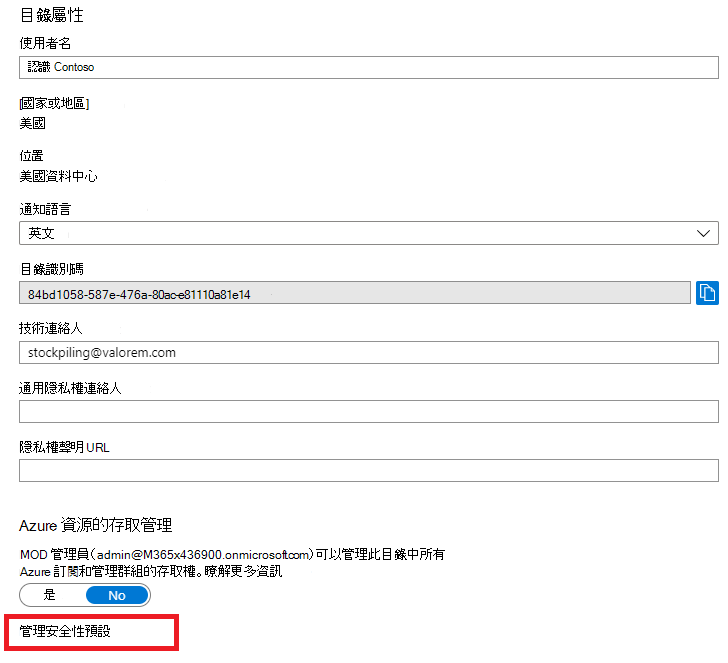 目錄屬性
使用者名
認識 Contoso
[國家或地區]
美國
位置
美國資料中心
通知語言
英文
目錄識別碼
84bd1058-587e-476a-80ac-e81110a81e14
技術連絡人
stockpiling@valorem.com
通用隱私權連絡人
隱私權聲明 URL
Azure 資源的存取管理
MOD 管理員（admin@M365x436900.onmicrosoft.com）可以管理此目錄中所有
Azure 訂閱和管理群組的存取權。瞭解更多資訊
是 No
管理安全性預設